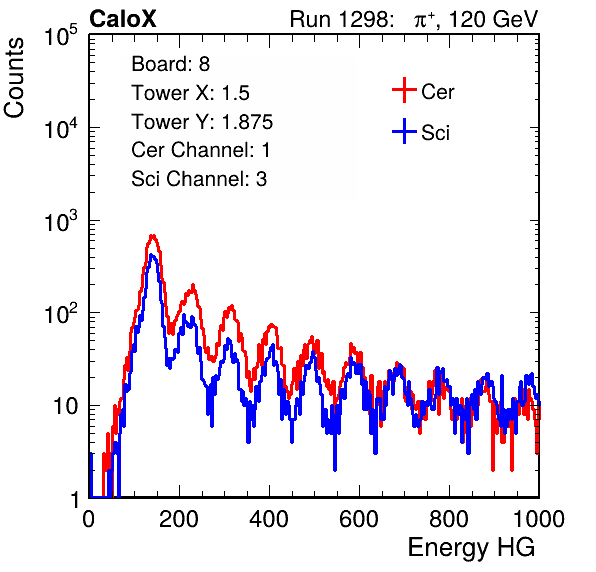 CaloX Run 1298: π⁺, 120 GeV
Counts
10⁵
10⁴
10³
10²
10
1
Board: 8
Tower X: 1.5
Tower Y: 1.875
Cer Channel: 1
Sci Channel: 3
Cer
Sci
0 200 400 600 800 1000
Energy HG